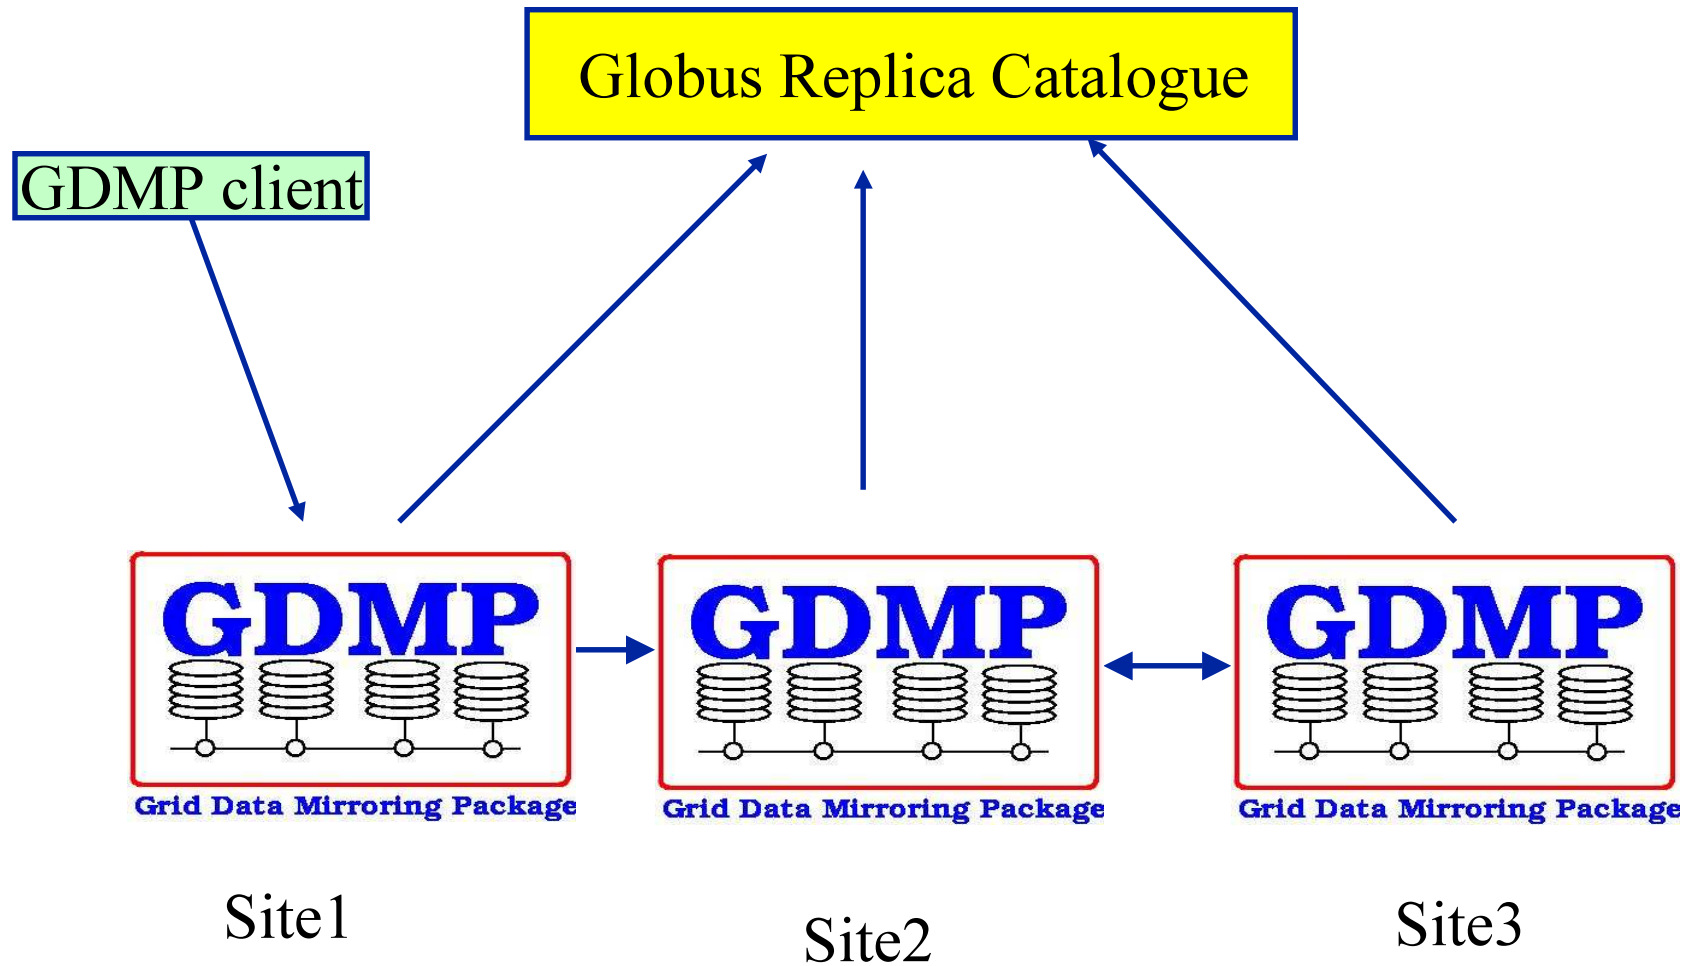 Globus Replica Catalogue
GDMP client
GDMP
Grid Data Mirroring Package
GDMP
Grid Data Mirroring Package
GDMP
Grid Data Mirroring Package
Site1
Site2
Site3